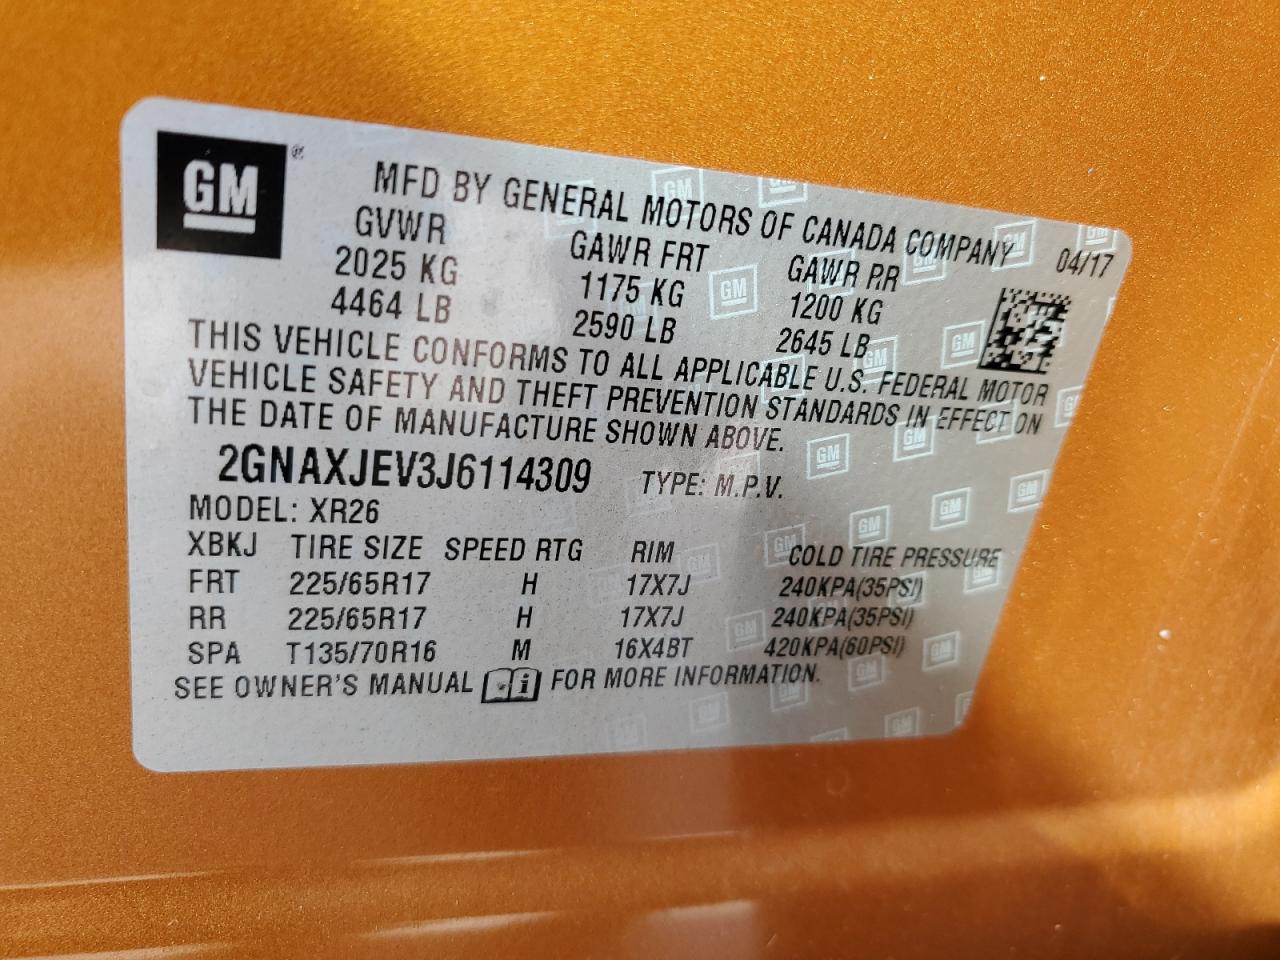 GM ®
MFD BY GENERAL MOTORS OF CANADA COMPANY
GVWR GAWR FRT GAWR RR 04/17
2025 KG 1175 KG 1200 KG
4464 LB 2590 LB 2645 LB
THIS VEHICLE CONFORMS TO ALL APPLICABLE U.S. FEDERAL MOTOR
VEHICLE SAFETY AND THEFT PREVENTION STANDARDS IN EFFECT ON
THE DATE OF MANUFACTURE SHOWN ABOVE.
2GNAXJEV3J6114309 TYPE: M.P.V.
MODEL: XR26
XBKJ TIRE SIZE SPEED RTG RIM COLD TIRE PRESSURE
FRT 225/65R17 H 17X7J 240KPA(35PSI)
RR 225/65R17 H 17X7J 240KPA(35PSI)
SPA T135/70R16 M 16X4BT 420KPA(60PSI)
SEE OWNER'S MANUAL i FOR MORE INFORMATION.